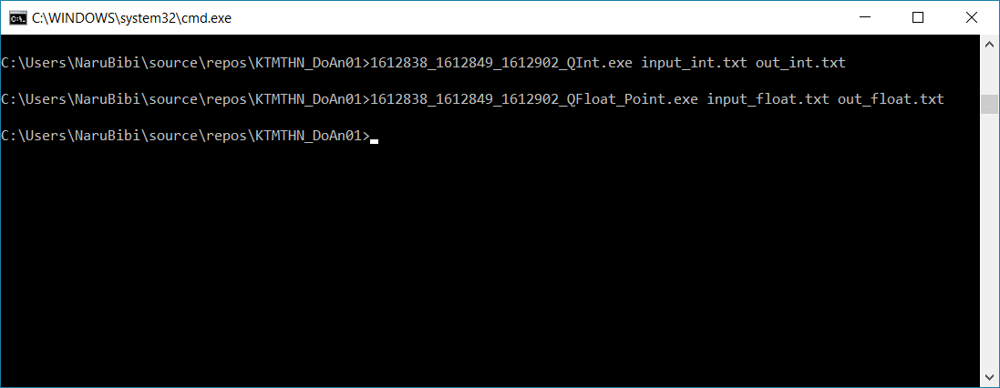 C:\WINDOWS\system32\cmd.exe
C:\Users\NaruBibi\source\repos\KTMTHN_DoAn01>1612838_1612849_1612902_QInt.exe input_int.txt out_int.txt
C:\Users\NaruBibi\source\repos\KTMTHN_DoAn01>1612838_1612849_1612902_QFloat_Point.exe input_float.txt out_float.txt
C:\Users\NaruBibi\source\repos\KTMTHN_DoAn01>